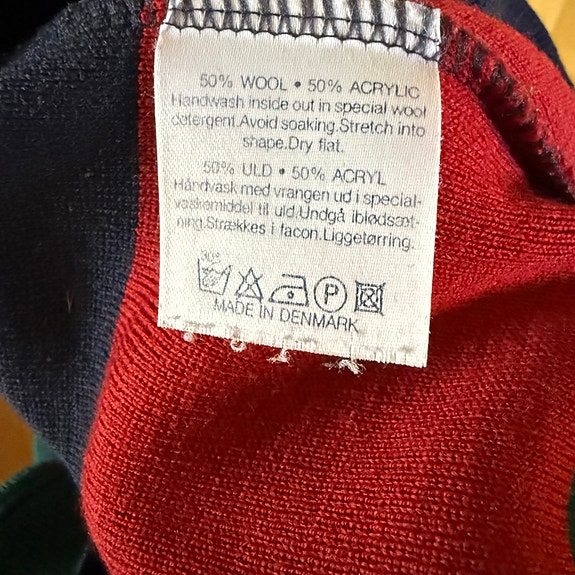 50% WOOL • 50% ACRYLIC
Handwash inside out in special wool
detergent.Avoid soaking.Stretch into
shape.Dry flat.
50% ULD • 50% ACRYL
Håndvask med vrangen ud i special-
vaskemiddel til uld.Undgå iblødsæt-
ning.Strækkes i facon.Liggetørring.
30°
P
MADE IN DENMARK